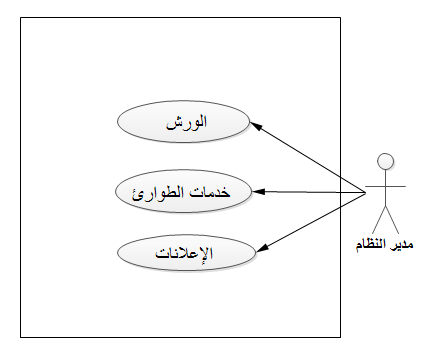 الورش
خدمات الطوارئ
الإعلانات
مدير النظام